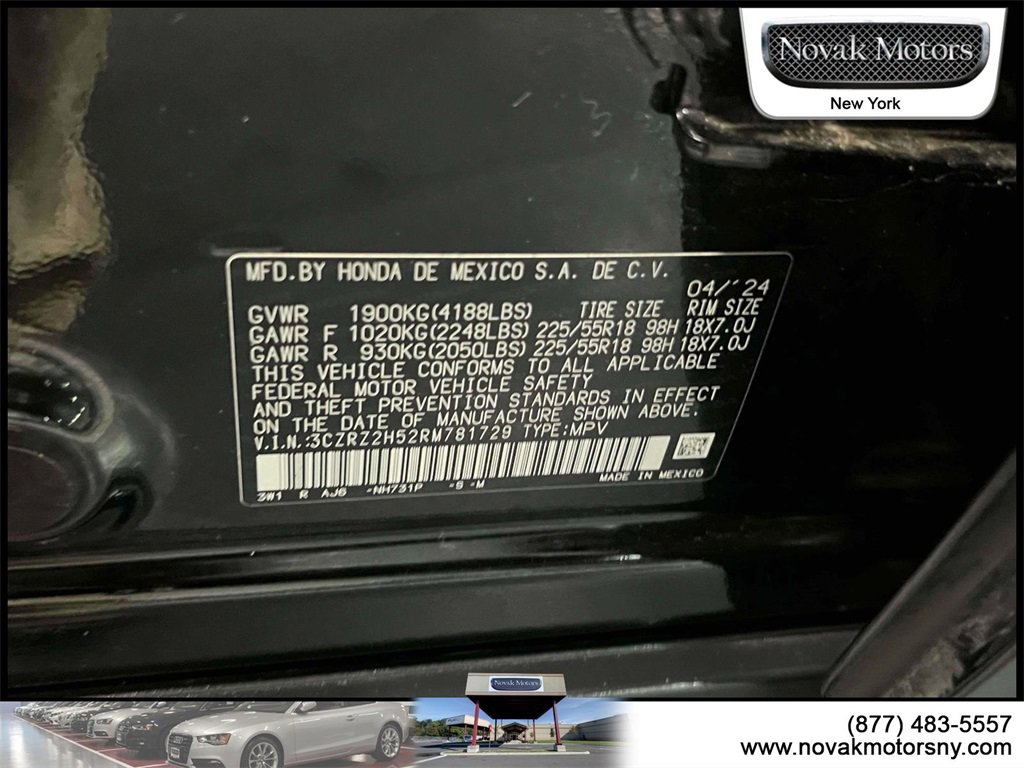 Novak Motors
New York
MFD.BY HONDA DE MEXICO S.A. DE C.V.
04/'24
GVWR 1900KG(4188LBS) TIRE SIZE RIM SIZE
GAWR F 1020KG(2248LBS) 225/55R18 98H 18X7.0J
GAWR R 930KG(2050LBS) 225/55R18 98H 18X7.0J
THIS VEHICLE CONFORMS TO ALL APPLICABLE
FEDERAL MOTOR VEHICLE SAFETY
AND THEFT PREVENTION STANDARDS IN EFFECT
ON THE DATE OF MANUFACTURE SHOWN ABOVE.
V.I.N.:3CZRZ2H52RM781729 TYPE:MPV
MADE IN MEXICO
3W1 R AJ6 -NH731P -S -M
Novak Motors
(877) 483-5557
www.novakmotorsny.com